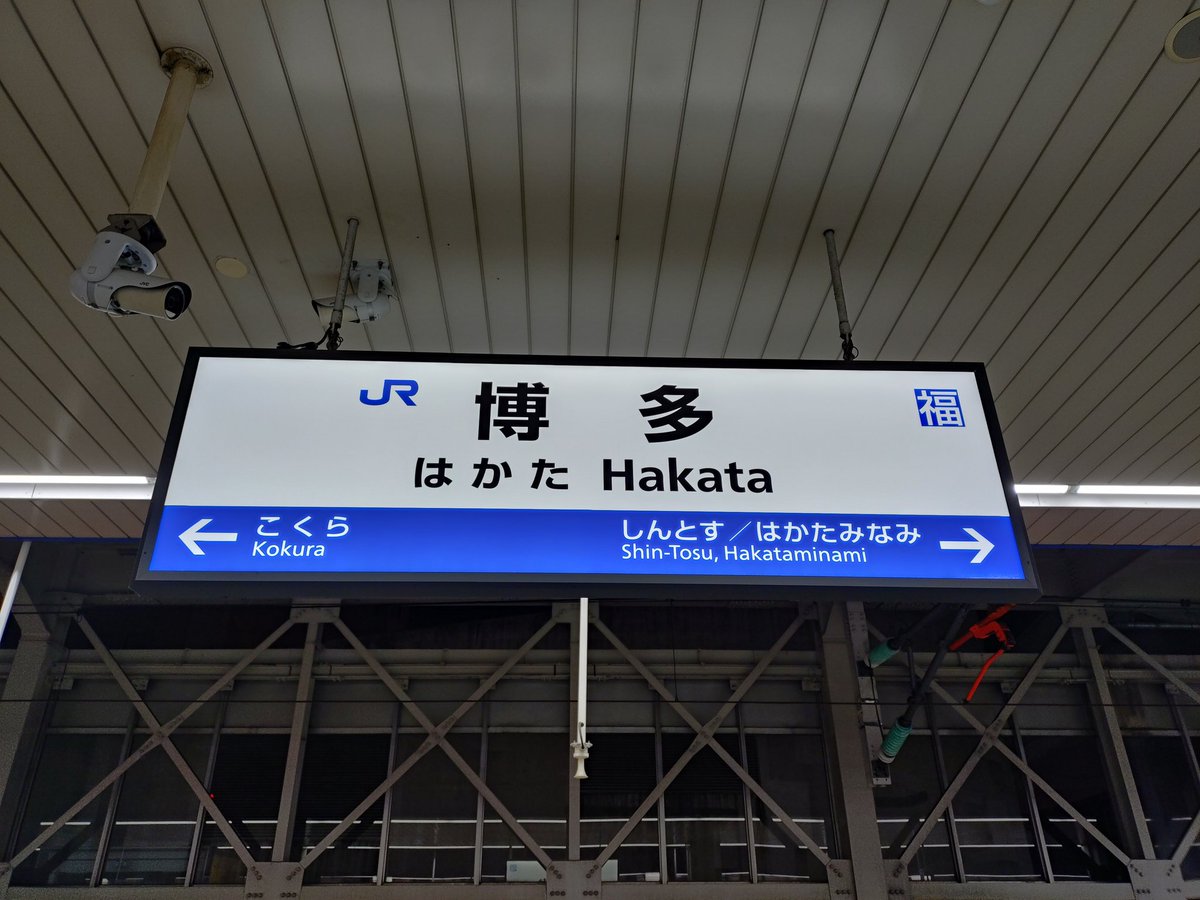 JR 博多 福
はかた Hakata
← こくら しんとす／はかたみなみ →
Kokura Shin-Tosu, Hakataminami
JVC